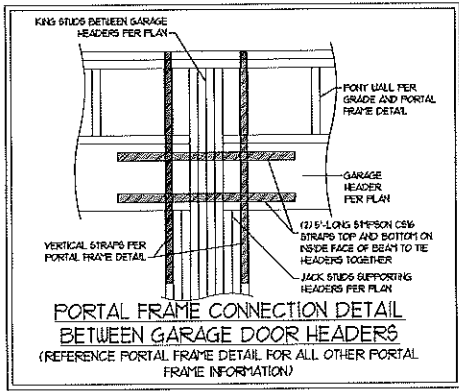 KING STUDS BETWEEN GARAGE
HEADERS PER PLAN
PONY WALL PER
GRADE AND PORTAL
FRAME DETAIL
GARAGE
HEADER
PER PLAN
(2) 5'-LONG SIMPSON CS16
STRAPS TOP AND BOTTOM ON
INSIDE FACE OF BEAM TO TIE
HEADERS TOGETHER
VERTICAL STRAPS PER
PORTAL FRAME DETAIL
JACK STUDS SUPPORTING
HEADERS PER PLAN
PORTAL FRAME CONNECTION DETAIL
BETWEEN GARAGE DOOR HEADERS
(REFERENCE PORTAL FRAME DETAIL FOR ALL OTHER PORTAL
FRAME INFORMATION)